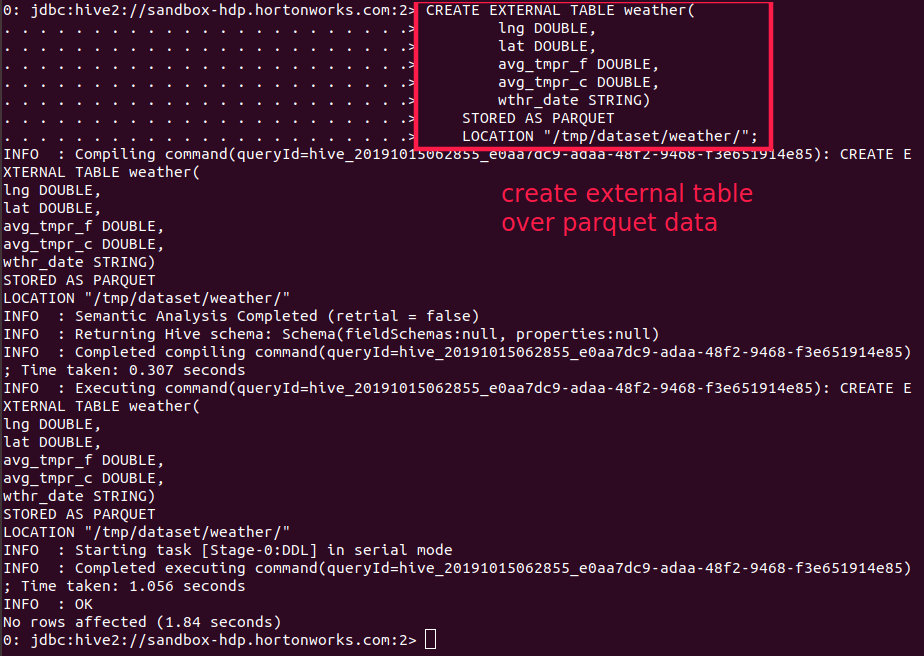 0: jdbc:hive2://sandbox-hdp.hortonworks.com:2> CREATE EXTERNAL TABLE weather(
. . . . . . . . . . . . . . . . . . . . . . .> lng DOUBLE,
. . . . . . . . . . . . . . . . . . . . . . .> lat DOUBLE,
. . . . . . . . . . . . . . . . . . . . . . .> avg_tmpr_f DOUBLE,
. . . . . . . . . . . . . . . . . . . . . . .> avg_tmpr_c DOUBLE,
. . . . . . . . . . . . . . . . . . . . . . .> wthr_date STRING)
. . . . . . . . . . . . . . . . . . . . . . .> STORED AS PARQUET
. . . . . . . . . . . . . . . . . . . . . . .> LOCATION "/tmp/dataset/weather/";
INFO  : Compiling command(queryId=hive_20191015062855_e0aa7dc9-adaa-48f2-9468-f3e651914e85): CREATE E
XTERNAL TABLE weather(
lng DOUBLE,
lat DOUBLE,
avg_tmpr_f DOUBLE,
avg_tmpr_c DOUBLE,
wthr_date STRING)
STORED AS PARQUET
LOCATION "/tmp/dataset/weather/"
create external table
over parquet data
INFO  : Semantic Analysis Completed (retrial = false)
INFO  : Returning Hive schema: Schema(fieldSchemas:null, properties:null)
INFO  : Completed compiling command(queryId=hive_20191015062855_e0aa7dc9-adaa-48f2-9468-f3e651914e85)
; Time taken: 0.307 seconds
INFO  : Executing command(queryId=hive_20191015062855_e0aa7dc9-adaa-48f2-9468-f3e651914e85): CREATE E
XTERNAL TABLE weather(
lng DOUBLE,
lat DOUBLE,
avg_tmpr_f DOUBLE,
avg_tmpr_c DOUBLE,
wthr_date STRING)
STORED AS PARQUET
LOCATION "/tmp/dataset/weather/"
INFO  : Starting task [Stage-0:DDL] in serial mode
INFO  : Completed executing command(queryId=hive_20191015062855_e0aa7dc9-adaa-48f2-9468-f3e651914e85)
; Time taken: 1.056 seconds
INFO  : OK
No rows affected (1.84 seconds)
0: jdbc:hive2://sandbox-hdp.hortonworks.com:2>